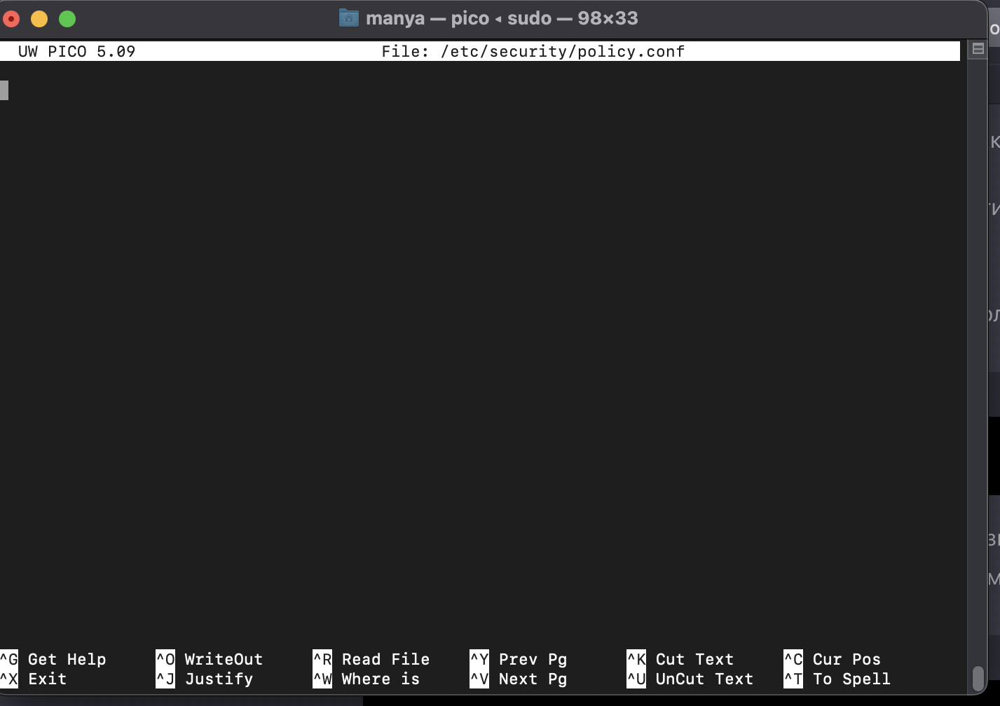 manya — pico ◂ sudo — 98×33
UW PICO 5.09 File: /etc/security/policy.conf
^G Get Help ^O WriteOut ^R Read File ^Y Prev Pg ^K Cut Text ^C Cur Pos
^X Exit ^J Justify ^W Where is ^V Next Pg ^U UnCut Text ^T To Spell